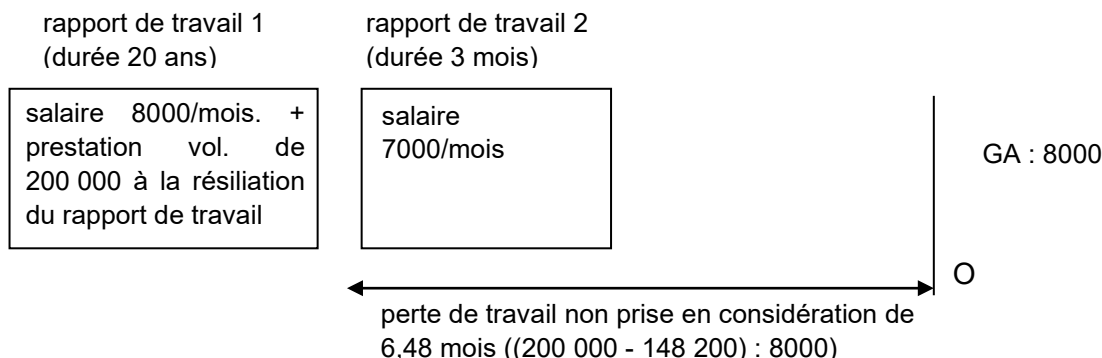 rapport de travail 1
(durée 20 ans)
rapport de travail 2
(durée 3 mois)
salaire 8000/mois. +
prestation vol. de
200 000 à la résiliation
du rapport de travail
salaire
7000/mois
GA : 8000
O
perte de travail non prise en considération de
6,48 mois ((200 000 - 148 200) : 8000)